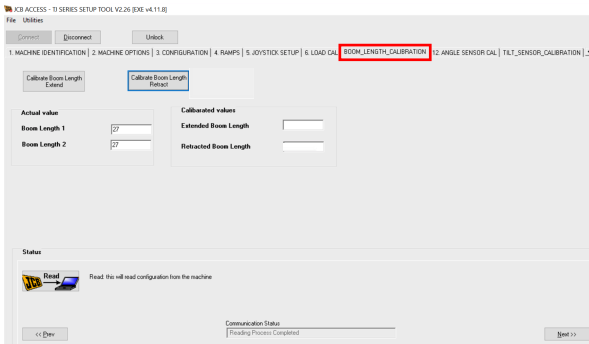 JCB ACCESS - TJ SERIES SETUP TOOL V2.26 [EXE v4.11.8]
File Utilities
Connect Disconnect Unlock
1. MACHINE IDENTIFICATION 2. MACHINE OPTIONS 3. CONFIGURATION 4. RAMPS 5. JOYSTICK SETUP 6. LOAD CAL BOOM_LENGTH_CALIBRATION 12. ANGLE SENSOR CAL TILT_SENSOR_CALIBRATION
Calibrate Boom Length
Extend
Calibrate Boom Length
Retract
Actual value
Boom Length 1 27
Boom Length 2 27
Calibarated values
Extended Boom Length
Retracted Boom Length
Status
JCB Read
Read: this will read configuration from the machine
Communication Status
Reading Process Completed
<< Prev
Next >>